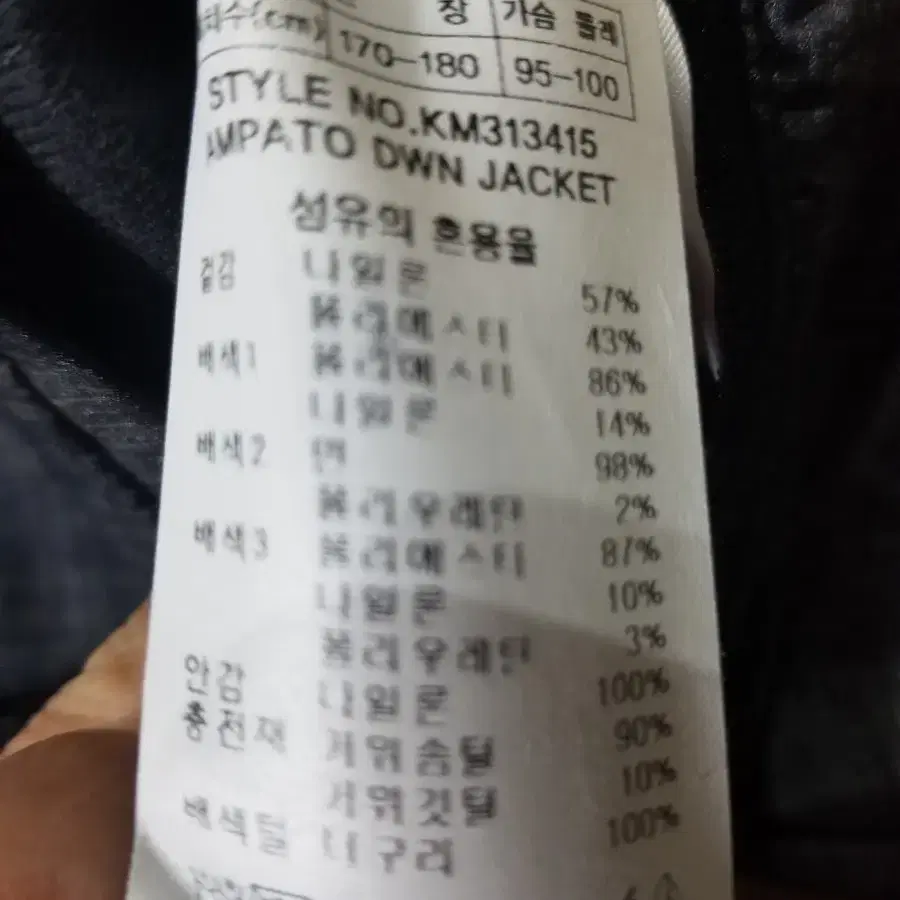 장 가슴 둘레
치수(cm) 170-180 95-100
STYLE NO.KM313415
AMPATO DWN JACKET
섬유의 혼용율
겉감 나일론 57%
폴리에스터 43%
배색1 폴리에스터 86%
나일론 14%
배색2 면 98%
폴리우레탄 2%
배색3 폴리에스터 87%
나일론 10%
폴리우레탄 3%
안감 나일론 100%
충전재 거위솜털 90%
거위깃털 10%
배색털 너구리 100%